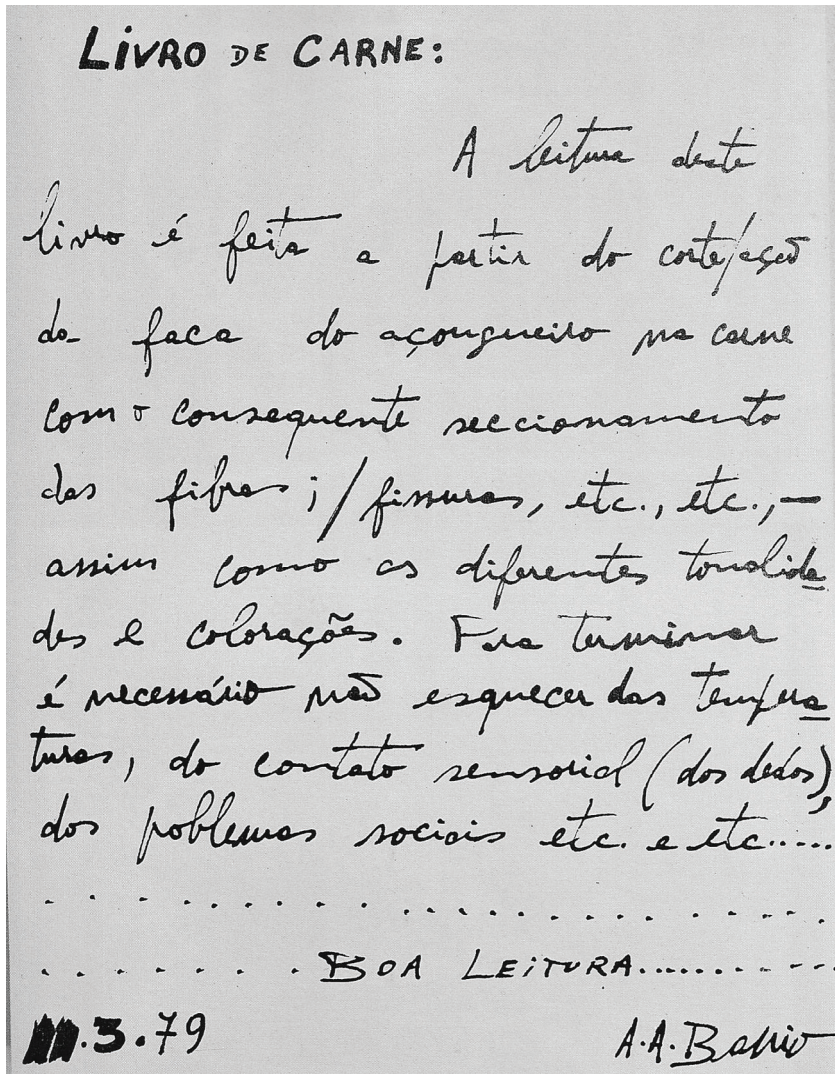 LIVRO DE CARNE:
A leitura deste
livro é feita a partir do corte/ação
da faca do açougueiro na carne
com o consequente seccionamento
das fibras; / fissuras, etc., etc., —
assim como as diferentes tonalida
des e colorações. Para terminar
é necessário não esquecer das tempera
turas, do contato sensorial (dos dedos),
dos problemas sociais etc. e etc.....
. . . . . . . . . . . . . . . . . . . . . . .
. . . . . . . BOA LEITURA..............
.3.79
A.A. Barrio